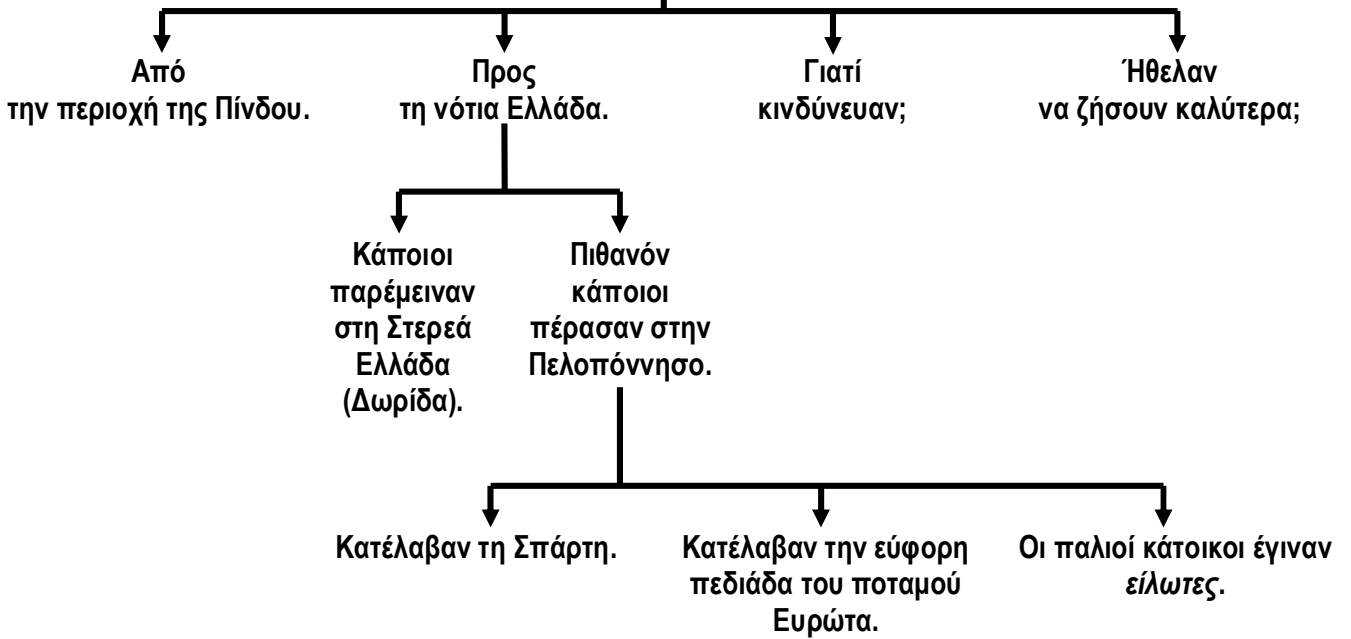 Από
την περιοχή της Πίνδου.
Προς
τη νότια Ελλάδα.
Γιατί
κινδύνευαν;
Ήθελαν
να ζήσουν καλύτερα;
Κάποιοι
παρέμειναν
στη Στερεά
Ελλάδα
(Δωρίδα).
Πιθανόν
κάποιοι
πέρασαν στην
Πελοπόννησο.
Κατέλαβαν τη Σπάρτη.
Κατέλαβαν την εύφορη
πεδιάδα του ποταμού
Ευρώτα.
Οι παλιοί κάτοικοι έγιναν
είλωτες.